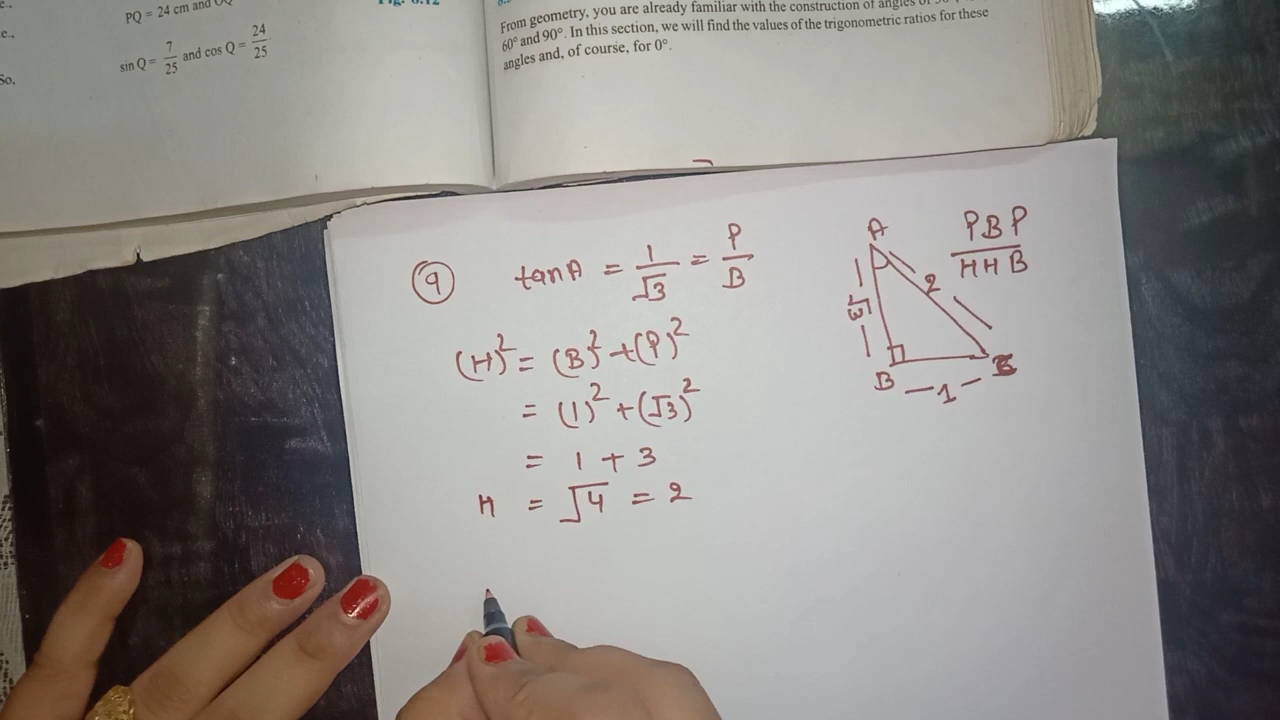 e.,
PQ = 24 cm and
e.,
sin Q = 7/25 and cos Q = 24/25
So,
From geometry, you are already familiar with the construction of angles of
60° and 90°. In this section, we will find the values of the trigonometric ratios for these
angles and, of course, for 0°.
9 tan A = 1/√3 = P/B
(H)² = (B)² + (P)²
= (1)² + (√3)²
= 1 + 3
H = √4 = 2
PBP
HHB
A
2
√3
B
1